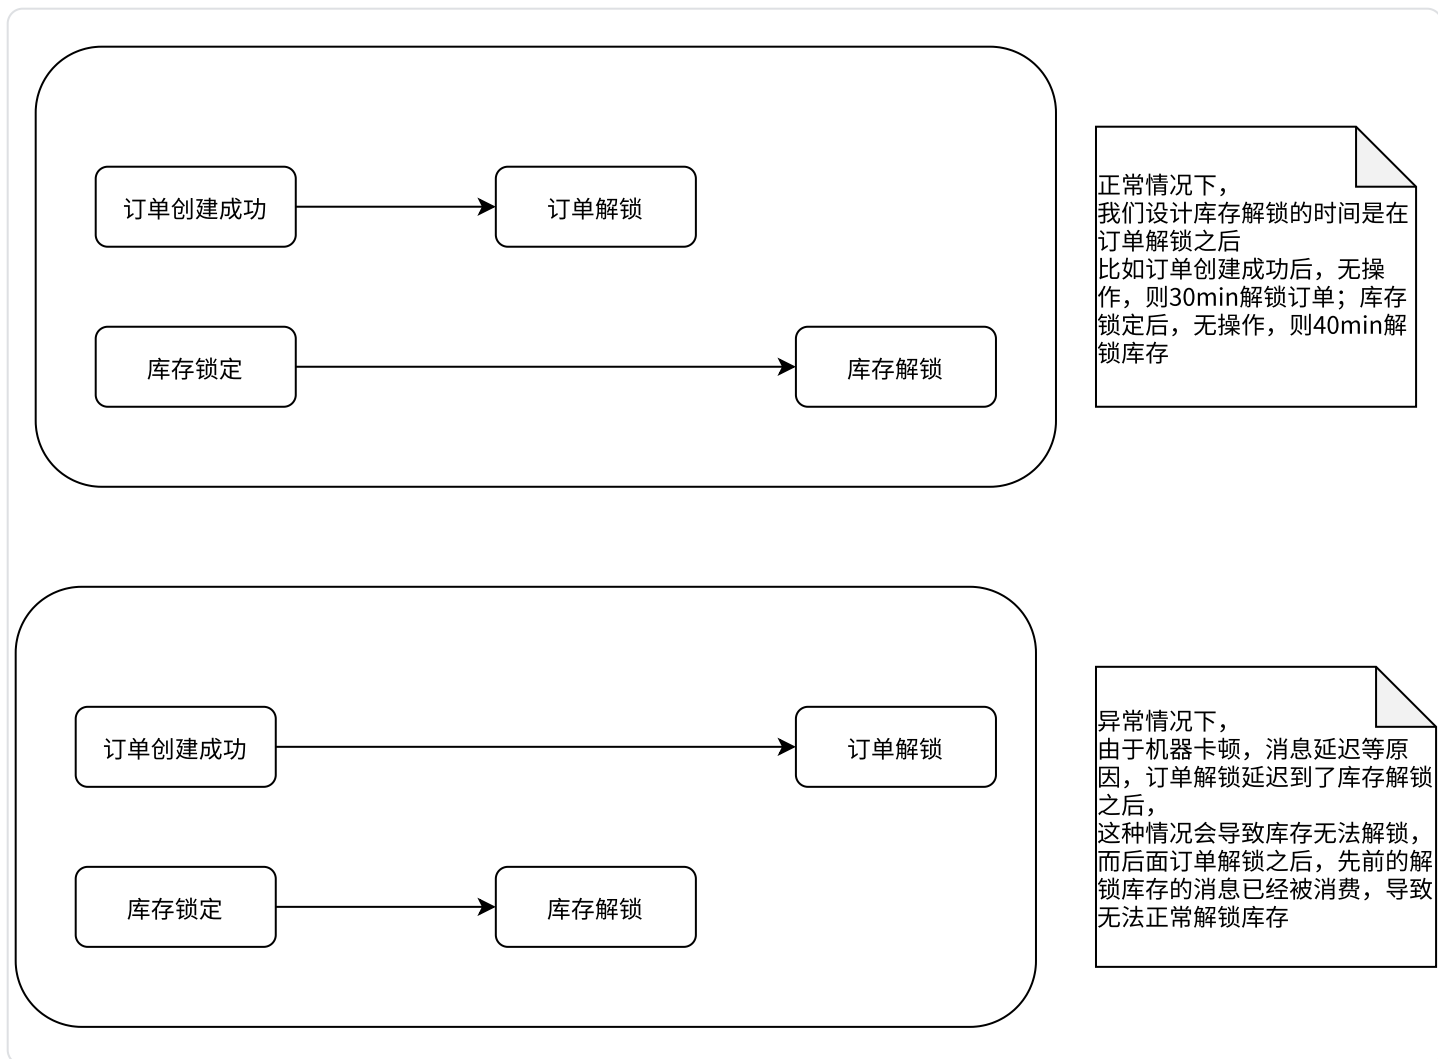 订单创建成功
订单解锁
库存锁定
库存解锁
正常情况下，
我们设计库存解锁的时间是在
订单解锁之后
比如订单创建成功后，无操
作，则30min解锁订单；库存
锁定后，无操作，则40min解
锁库存
订单创建成功
订单解锁
库存锁定
库存解锁
异常情况下，
由于机器卡顿，消息延迟等原
因，订单解锁延迟到了库存解锁
之后，
这种情况会导致库存无法解锁，
而后面订单解锁之后，先前的解
锁库存的消息已经被消费，导致
无法正常解锁库存